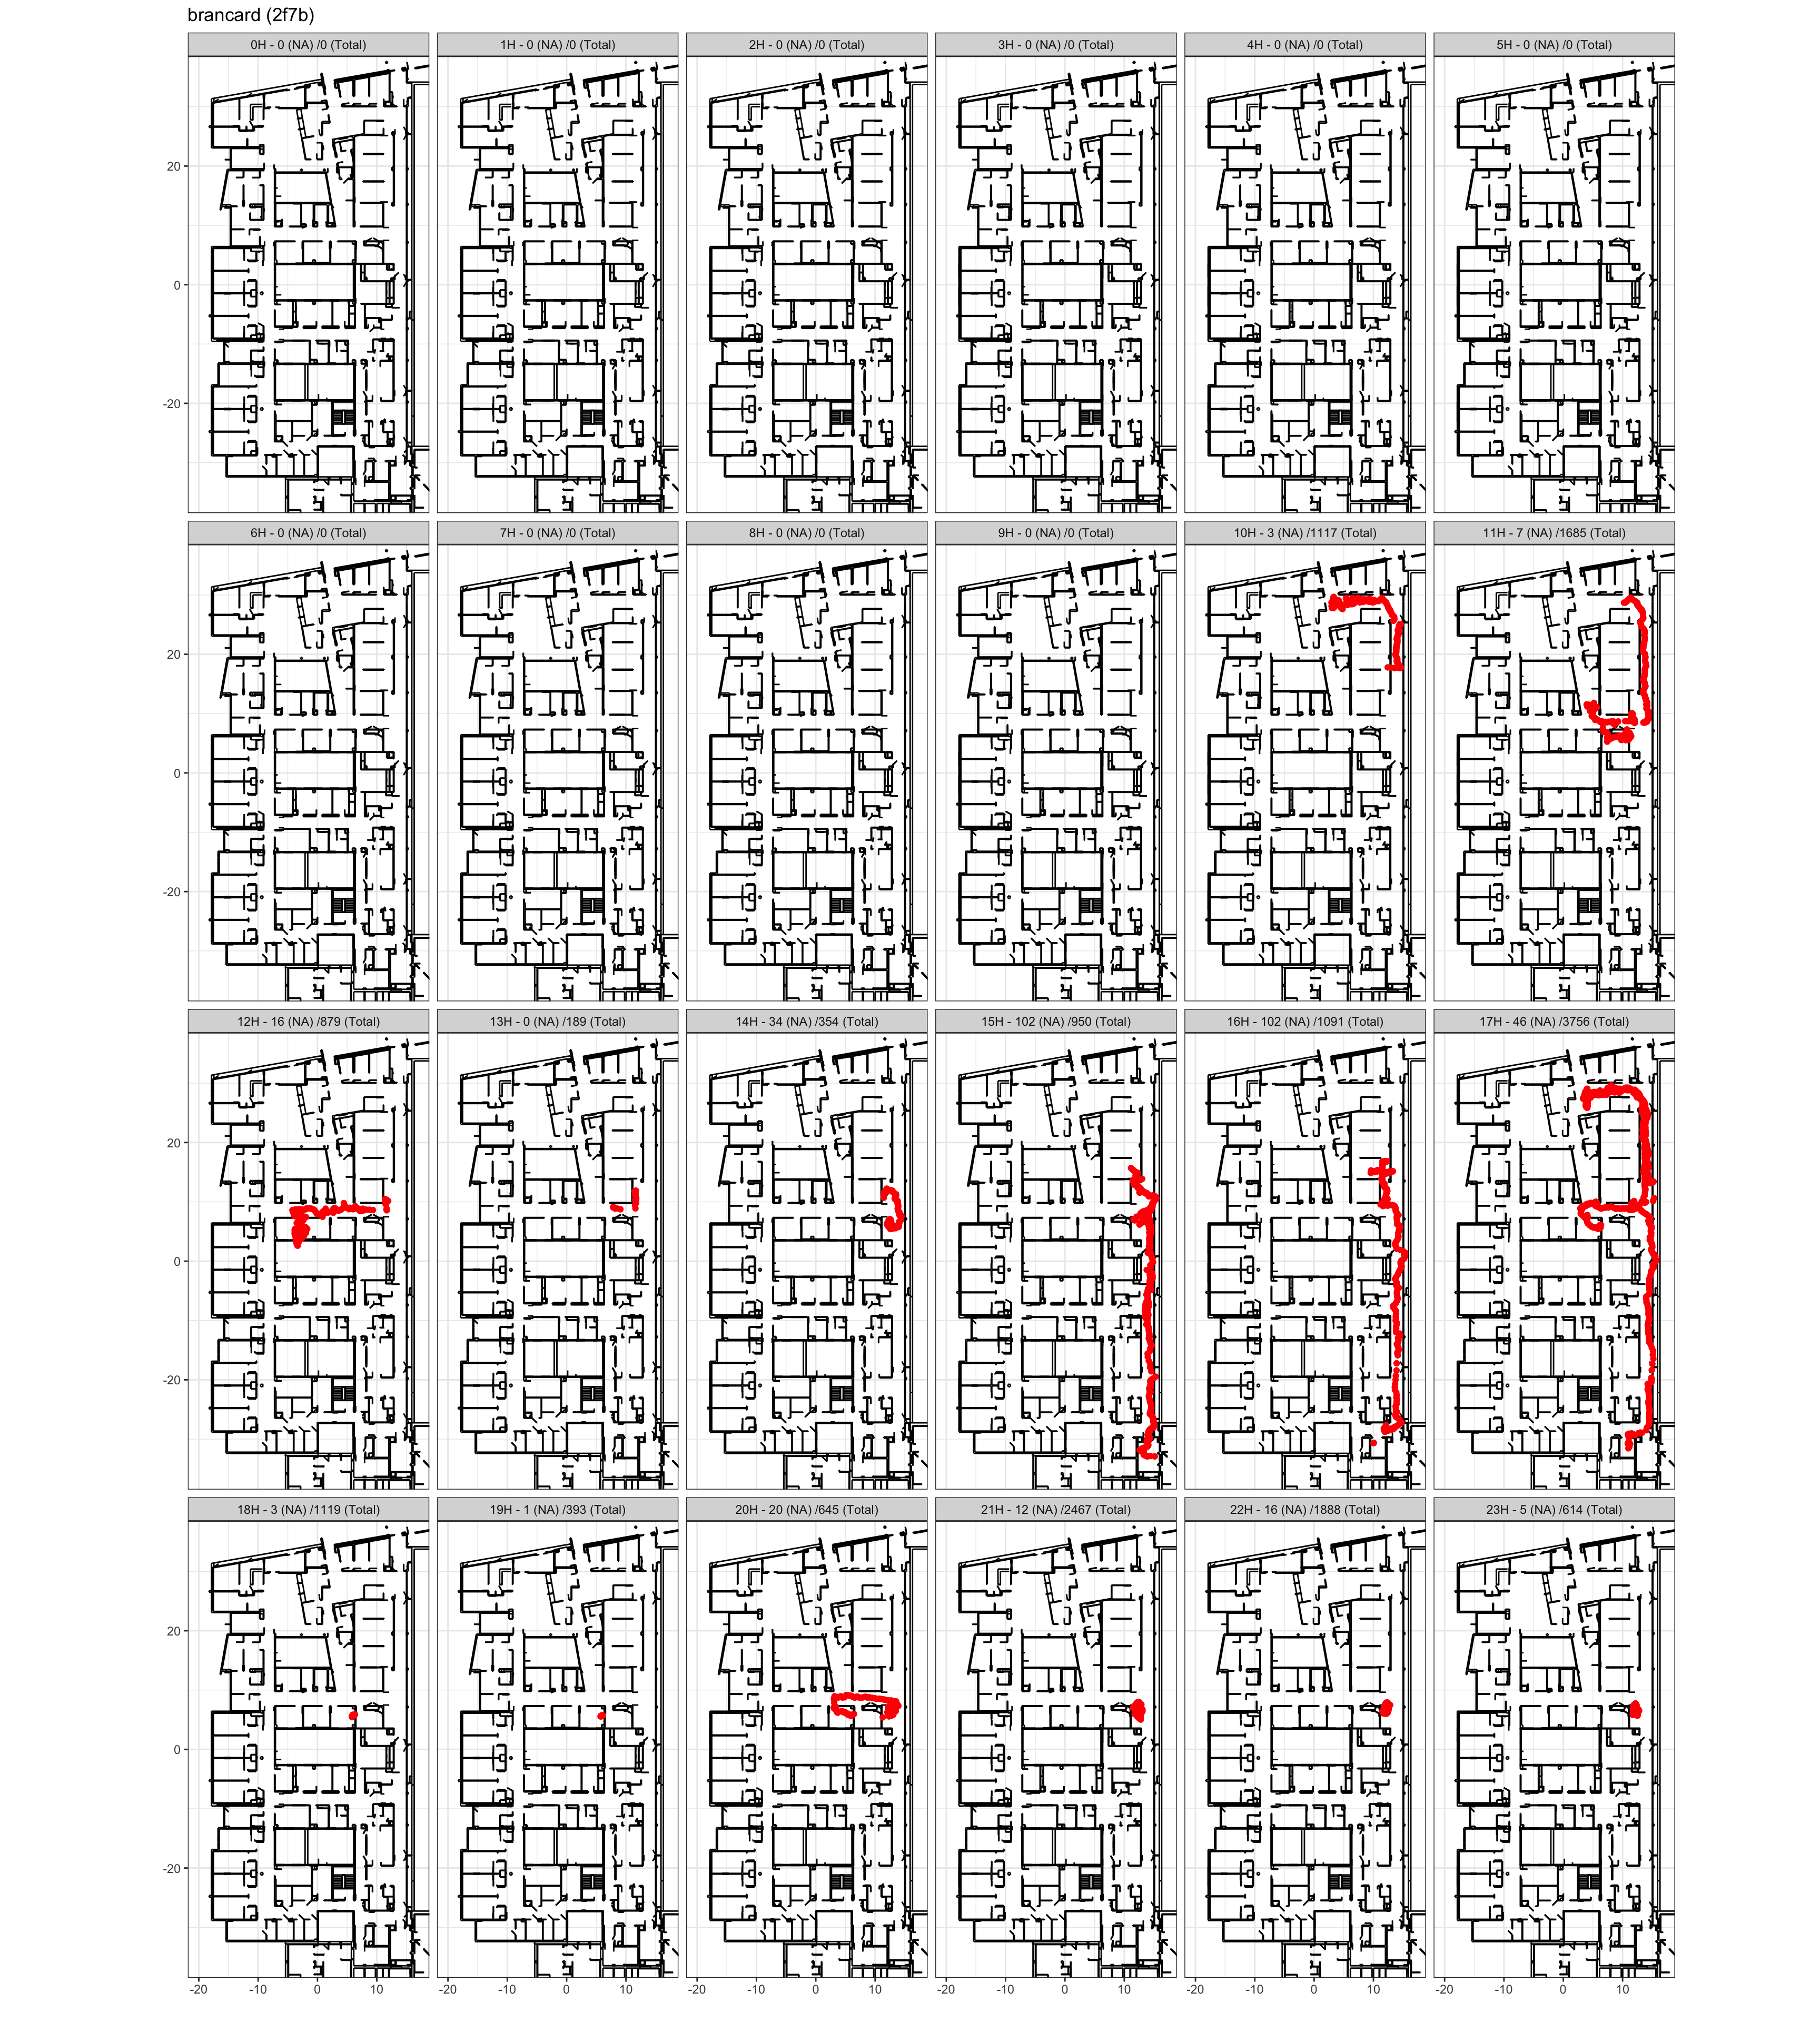 brancard (2f7b)
0H - 0 (NA) /0 (Total) 1H - 0 (NA) /0 (Total) 2H - 0 (NA) /0 (Total) 3H - 0 (NA) /0 (Total) 4H - 0 (NA) /0 (Total) 5H - 0 (NA) /0 (Total)
20
0
-20
6H - 0 (NA) /0 (Total) 7H - 0 (NA) /0 (Total) 8H - 0 (NA) /0 (Total) 9H - 0 (NA) /0 (Total) 10H - 3 (NA) /1117 (Total) 11H - 7 (NA) /1685 (Total)
20
0
-20
12H - 16 (NA) /879 (Total) 13H - 0 (NA) /189 (Total) 14H - 34 (NA) /354 (Total) 15H - 102 (NA) /950 (Total) 16H - 102 (NA) /1091 (Total) 17H - 46 (NA) /3756 (Total)
20
0
-20
18H - 3 (NA) /1119 (Total) 19H - 1 (NA) /393 (Total) 20H - 20 (NA) /645 (Total) 21H - 12 (NA) /2467 (Total) 22H - 16 (NA) /1888 (Total) 23H - 5 (NA) /614 (Total)
20
0
-20
-20 -10 0 10 -20 -10 0 10 -20 -10 0 10 -20 -10 0 10 -20 -10 0 10 -20 -10 0 10